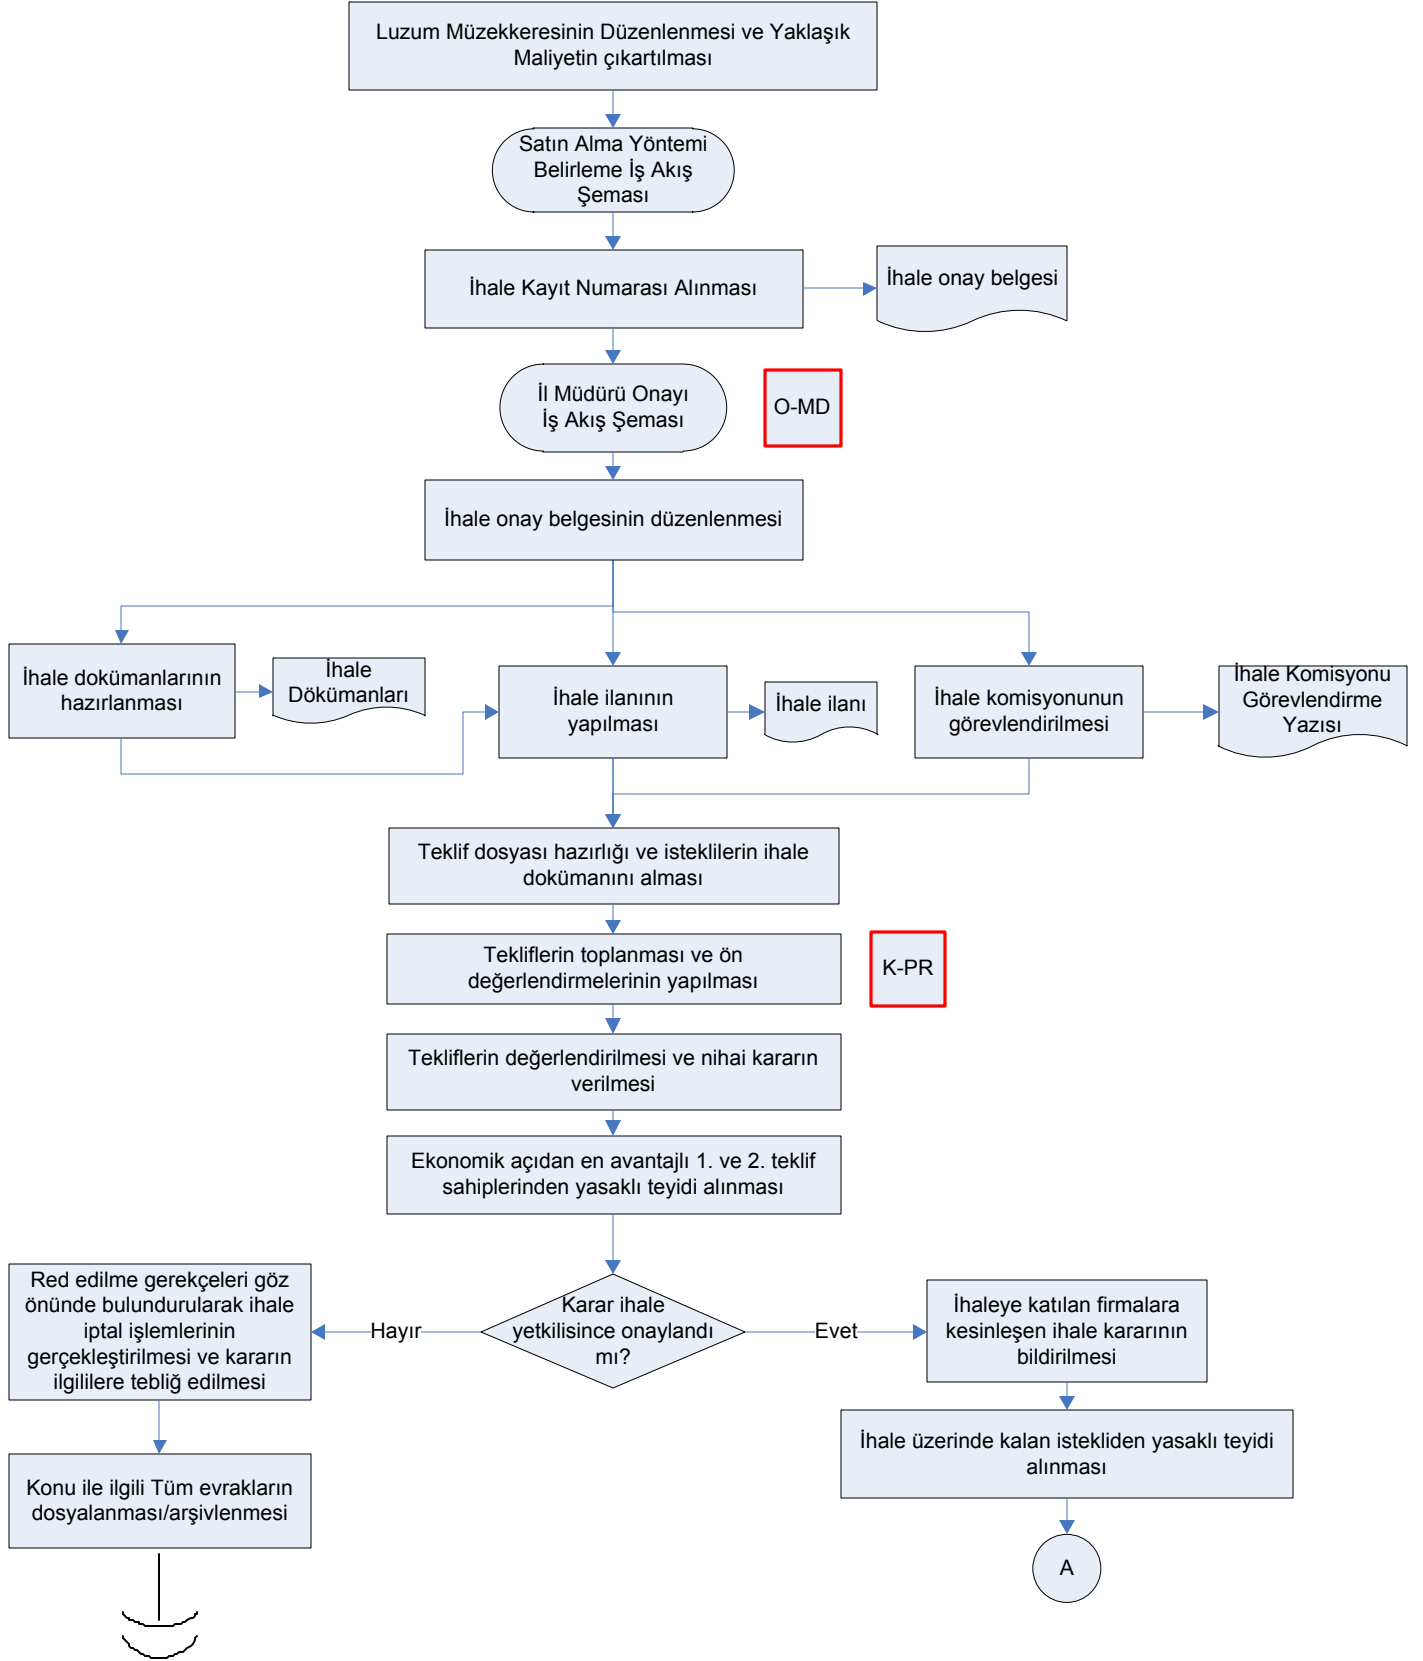 Luzum Müzekkeresinin Düzenlenmesi ve Yaklaşık
Maliyetin çıkartılması
Satın Alma Yöntemi
Belirleme İş Akış
Şeması
İhale Kayıt Numarası Alınması
İhale onay belgesi
İl Müdürü Onayı
İş Akış Şeması
O-MD
İhale onay belgesinin düzenlenmesi
İhale dokümanlarının
hazırlanması
İhale
Dökümanları
İhale ilanının
yapılması
İhale ilanı
İhale komisyonunun
görevlendirilmesi
İhale Komisyonu
Görevlendirme
Yazısı
Teklif dosyası hazırlığı ve isteklilerin ihale
dokümanını alması
Tekliflerin toplanması ve ön
değerlendirmelerinin yapılması
K-PR
Tekliflerin değerlendirilmesi ve nihai kararın
verilmesi
Ekonomik açıdan en avantajlı 1. ve 2. teklif
sahiplerinden yasaklı teyidi alınması
Red edilme gerekçeleri göz
önünde bulundurularak ihale
iptal işlemlerinin
gerçekleştirilmesi ve kararın
ilgililere tebliğ edilmesi
Hayır
Karar ihale
yetkilisince onaylandı
mı?
Evet
İhaleye katılan firmalara
kesinleşen ihale kararının
bildirilmesi
İhale üzerinde kalan istekliden yasaklı teyidi
alınması
Konu ile ilgili Tüm evrakların
dosyalanması/arşivlenmesi
A